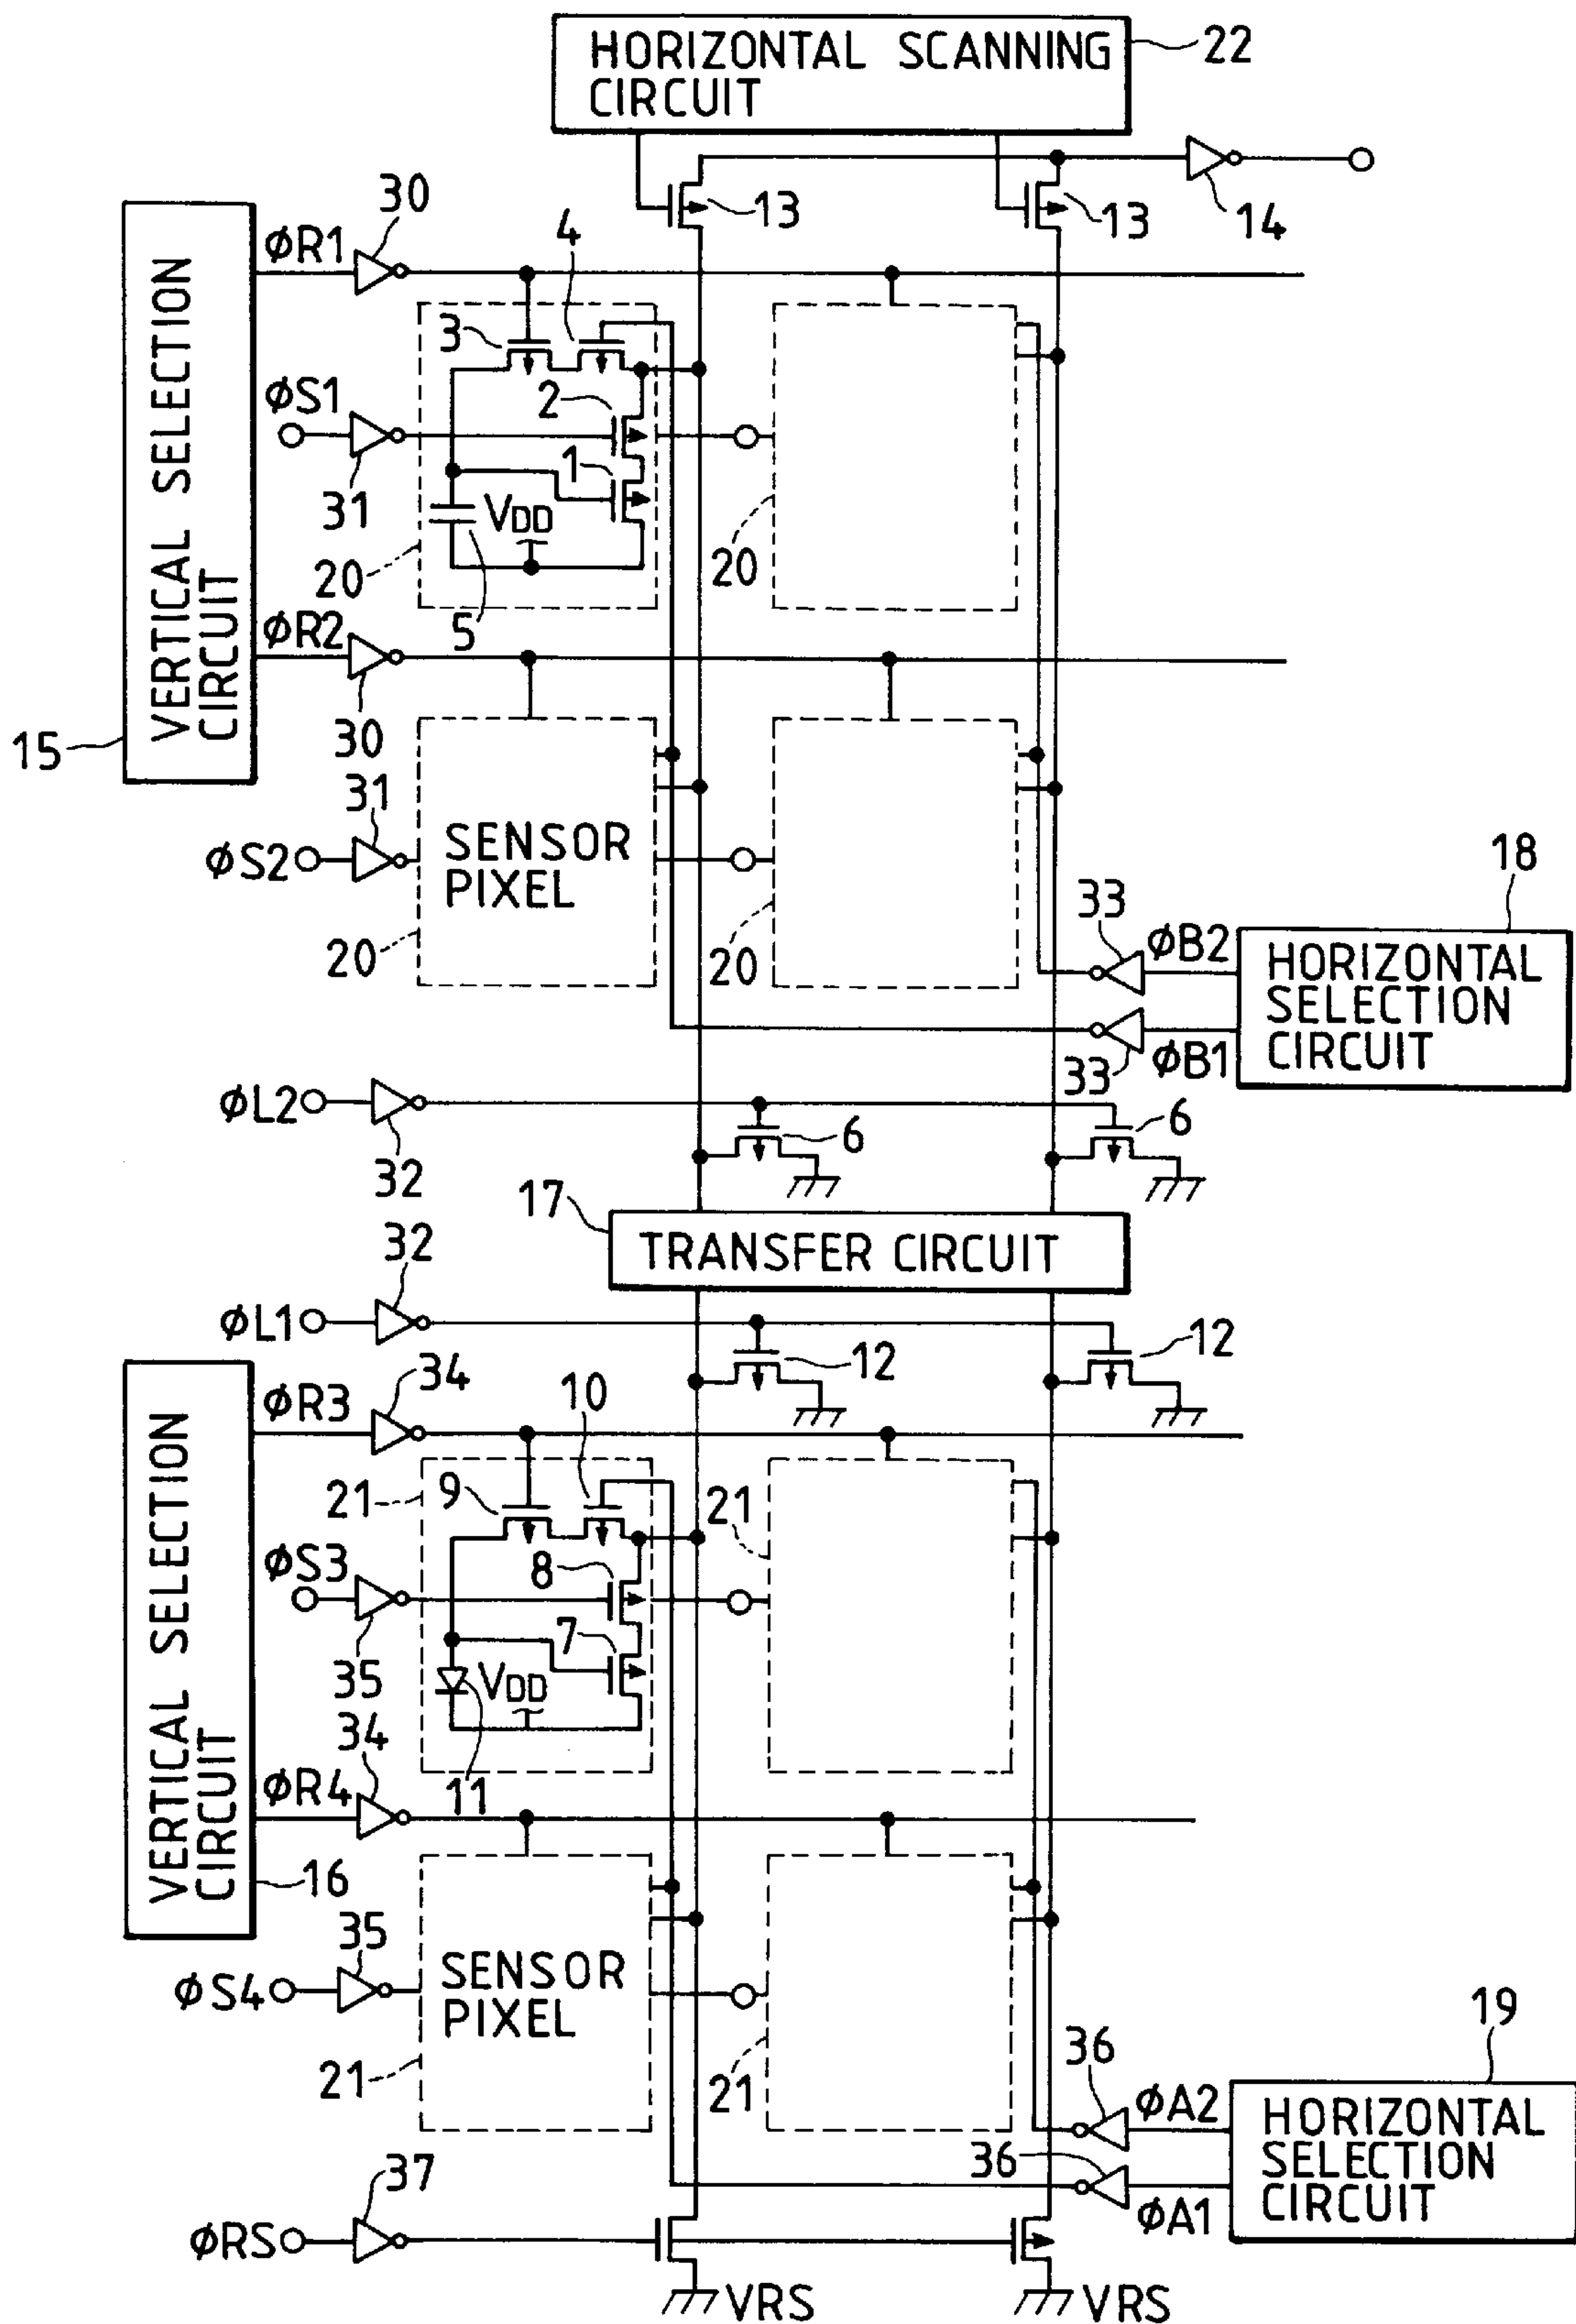 HORIZONTAL SCANNING
CIRCUIT
22
30
13
13
14
ϕR1
4
3
VERTICAL SELECTION
CIRCUIT
ϕS1
2
1
31
VDD
20
5
20
ϕR2
30
15
31
ϕS2
SENSOR
PIXEL
20
20
18
33
ϕB2
HORIZONTAL
SELECTION
CIRCUIT
33
ϕB1
ϕL2
32
6
6
17
TRANSFER CIRCUIT
32
ϕL1
12
12
34
ϕR3
10
VERTICAL SELECTION
CIRCUIT
21
9
21
ϕS3
8
7
35
VDD
34
11
ϕR4
16
35
ϕS4
SENSOR
PIXEL
21
21
19
36
ϕA2
HORIZONTAL
SELECTION
CIRCUIT
36
ϕA1
37
ϕRS
VRS
VRS